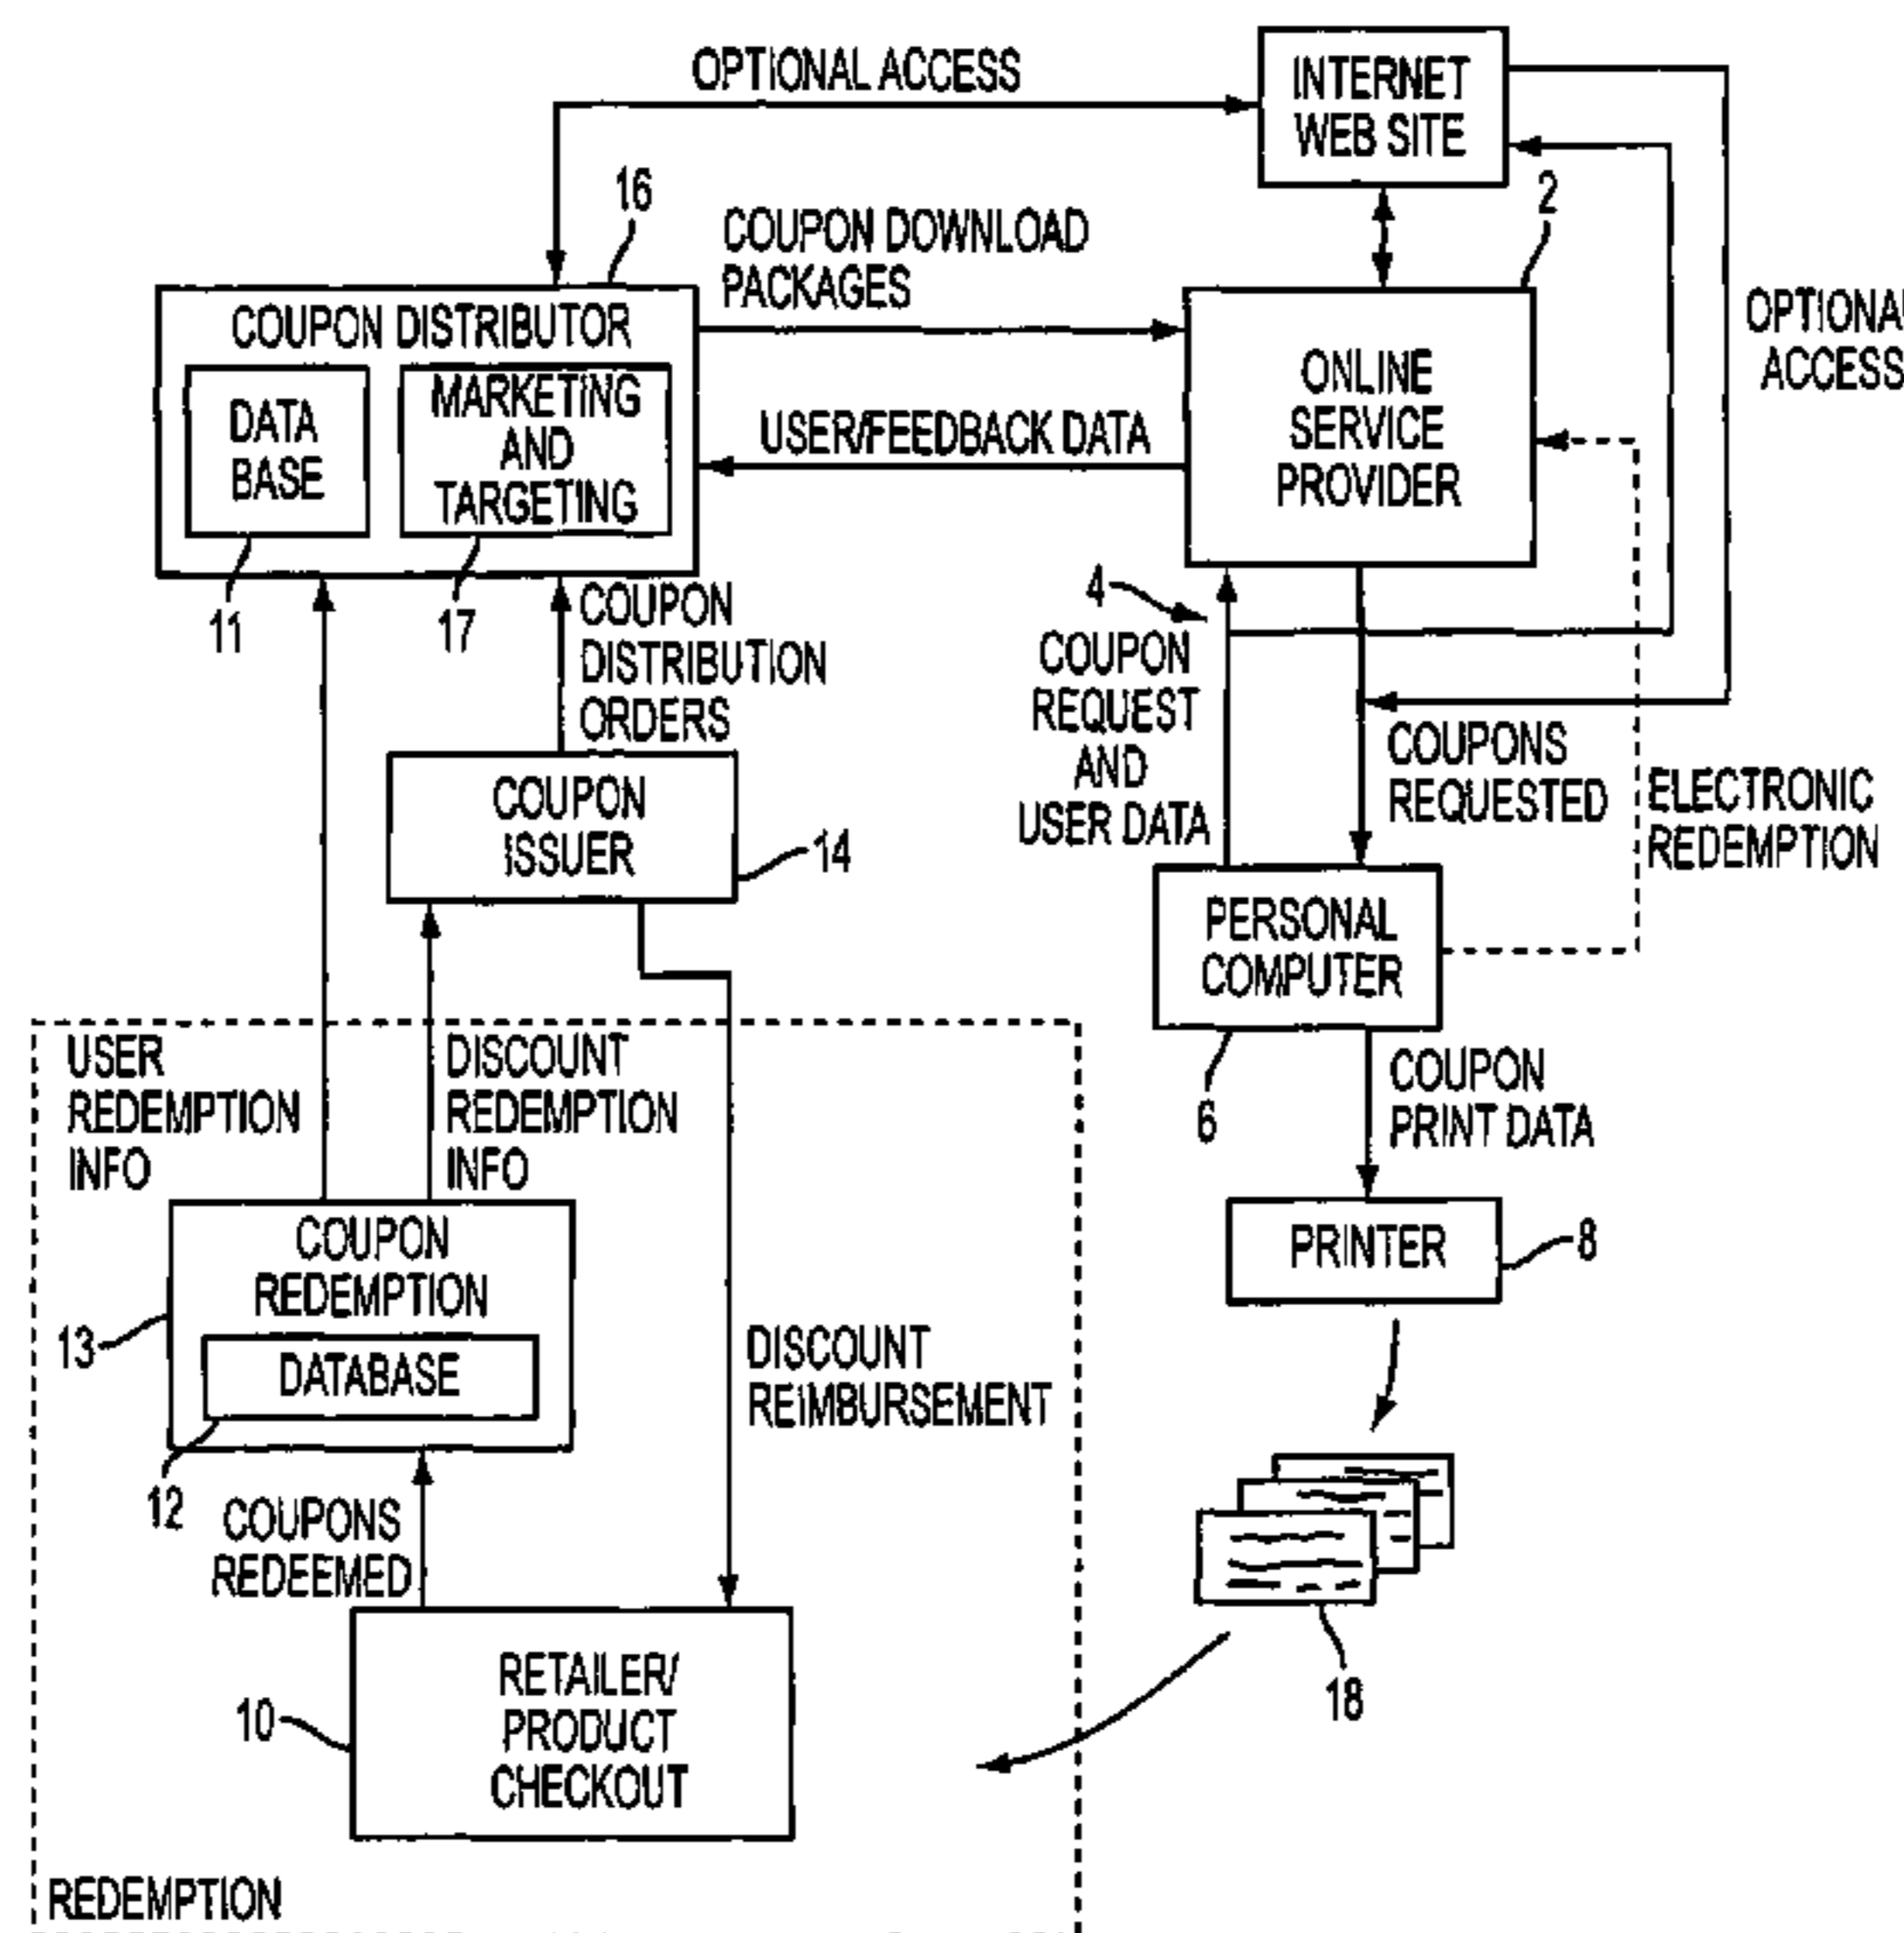 OPTIONAL ACCESS
INTERNET
WEB SITE
16
COUPON DOWNLOAD
PACKAGES
2
OPTIONAL
ACCESS
COUPON DISTRIBUTOR
DATA
BASE
MARKETING
AND
TARGETING
USER/FEEDBACK DATA
ONLINE
SERVICE
PROVIDER
11
17
COUPON
DISTRIBUTION
ORDERS
4
COUPON
REQUEST
AND
USER DATA
COUPONS
REQUESTED
ELECTRONIC
REDEMPTION
COUPON
ISSUER
14
PERSONAL
COMPUTER
6
COUPON
PRINT DATA
USER
REDEMPTION
INFO
DISCOUNT
REDEMPTION
INFO
PRINTER
8
COUPON
REDEMPTION
DATABASE
13
12
DISCOUNT
REIMBURSEMENT
COUPONS
REDEEMED
18
RETAILER/
PRODUCT
CHECKOUT
10
REDEMPTION